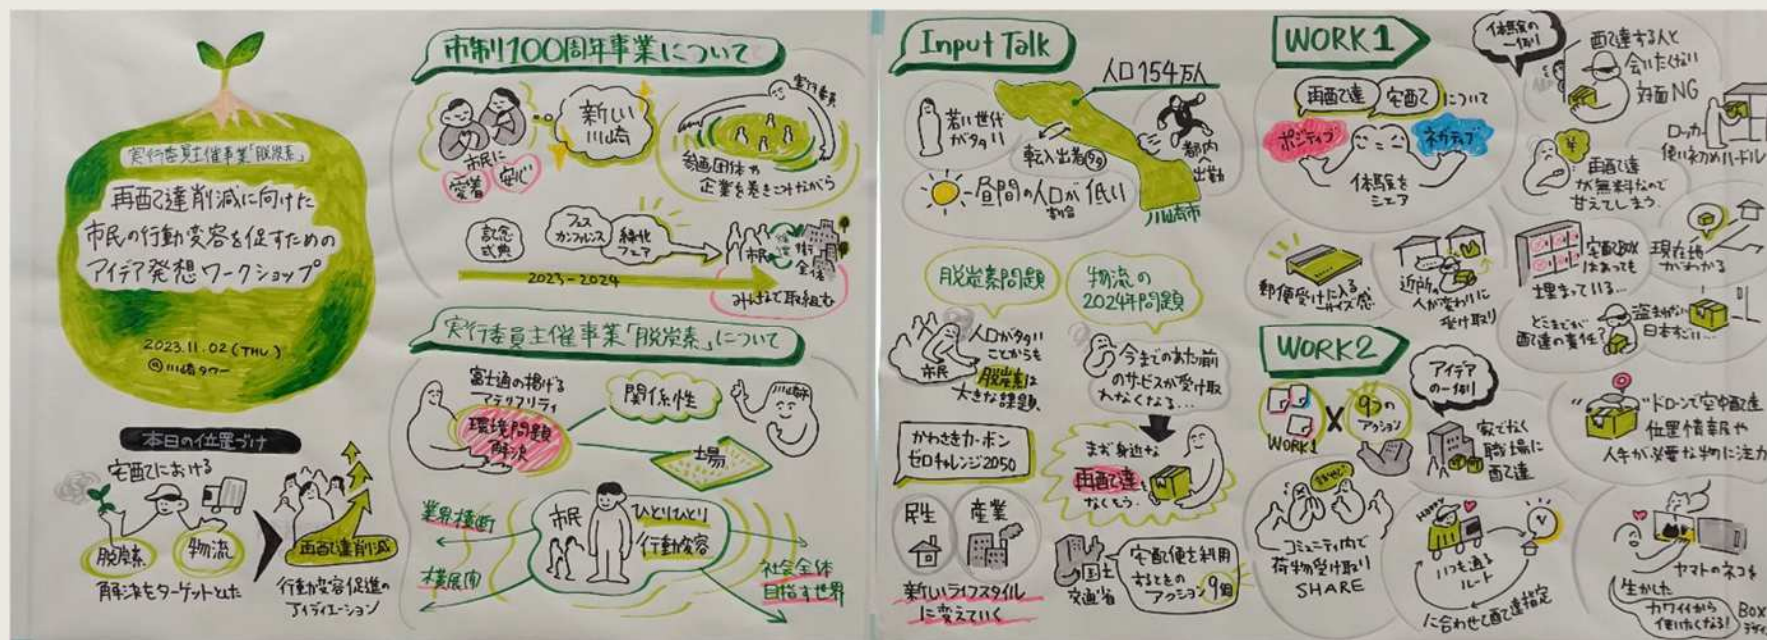 実行委員主催事業「脱炭素」
再配達削減に向けた
市民の行動変容を促すための
アイデア発想ワークショップ
2023.11.02(THU)
@川崎タワー
本日の位置づけ
宅配における
脱炭素
物流
解決をターゲットとした
再配達削減
行動変容促進の
アイディエーション
市制100周年事業について
市民に
愛着
安心
新しい
川崎
実行委員
参画団体や
企業を巻きこみながら
記念
式典
フェス
カンファレンス
緑化
フェア
市民
街
全体
2023-2024
みんなで取組む
実行委員主催事業「脱炭素」について
富士通の掲げる
マテリアリティ
環境問題
解決
関係性
川崎市
場
業界横断
横展開
市民
ひとりひとり
行動変容
社会全体
目指す世界
Input Talk
人口154万人
若い世代
が多い
転入出者多
都内へ
出勤
昼間の人口が低い
割合
川崎市
脱炭素問題
市民
人口が多い
ことからも
脱炭素は
大きな課題、
物流の
2024年問題
今までのあたり前
のサービスが受け取
れなくなる...
かわさきカーボン
ゼロチャレンジ2050
まず身近な
再配達を
なくそう.
民生
産業
新しいライフスタイル
に変えていく
国土
交通省
宅配便を利用
するときの
アクション9個
WORK1
再配達
宅配
について
ポジティブ
ネガティブ
体験を
シェア
体験の
一例
配達する人と
会いたくない
対面NG
ロッカー
使い初めハードル
再配達
が無料なので
甘えてしまう.
郵便受けに入る
サイズ感
近所の
人が変わりに
受け取り
宅配BOX
はあっても
埋まっている...
現在地
がわかる
どこまでが
配達の責任?
盗まれない
日本すごい...
WORK2
WORK1
X
9つの
アクション
アイデア
の一例
家でなく
職場に
配達
ドローンで空中配達
位置情報や
人手が必要な物に注力
コミュニティ内で
荷物受け取り
SHARE
HAPPY
いつも通る
ルート
に合わせて配達指定
ヤマトのネコを
生かした
カワイイから
使いたくなる!
BOX